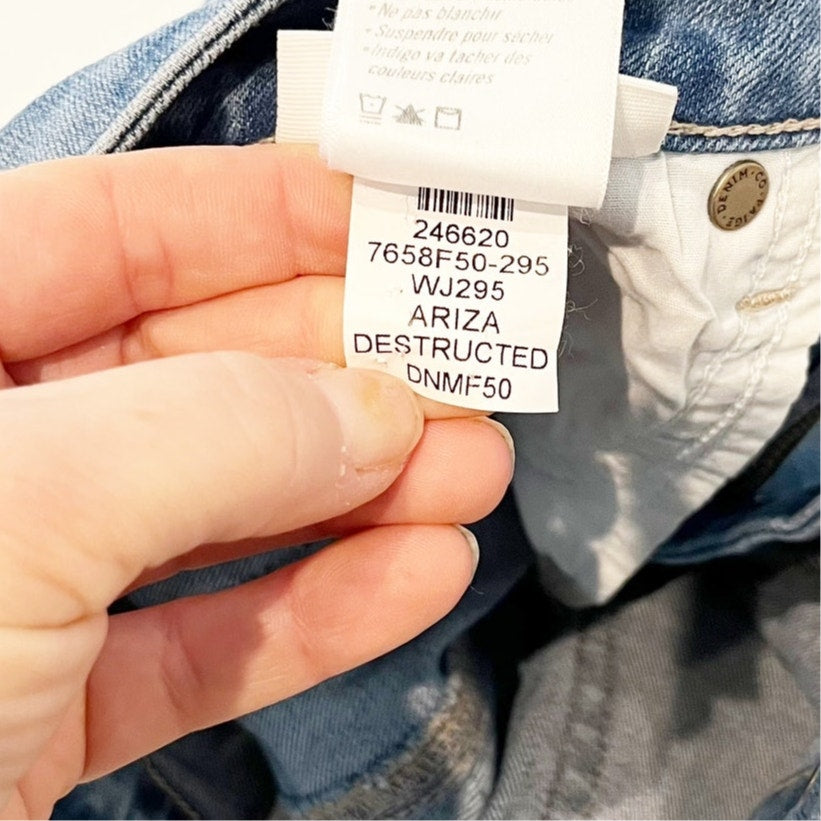 • Ne pas blanchir
• Suspendre pour sécher
• Indigo va tacher des
couleurs claires
246620
7658F50-295
WJ295
ARIZA
DESTRUCTED
DNMF50
DENIM • CO • PAIGE